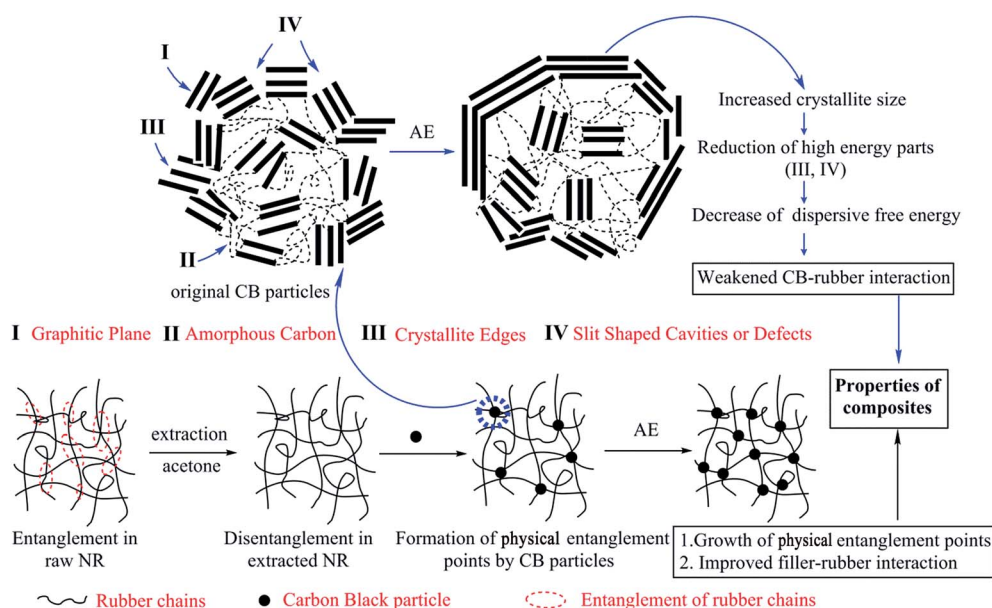 I
IV
III
II
AE
original CB particles
Increased crystallite size
Reduction of high energy parts
(III, IV)
Decrease of dispersive free energy
Weakened CB-rubber interaction
I Graphitic Plane II Amorphous Carbon III Crystallite Edges IV Slit Shaped Cavities or Defects
Properties of
composites
extraction
acetone
AE
Entanglement in
raw NR
Disentanglement in
extracted NR
Formation of physical entanglement
points by CB particles
1.Growth of physical entanglement points
2. Improved filler-rubber interaction
Rubber chains Carbon Black particle Entanglement of rubber chains